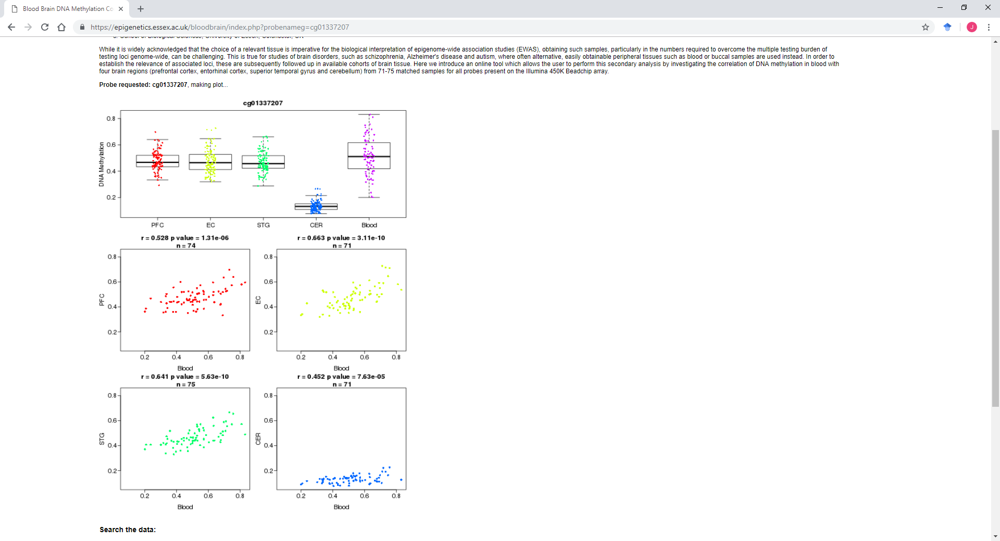 Blood Brain DNA Methylation Co
https://epigenetics.essex.ac.uk/bloodbrain/index.php?probenameg=cg01337207
J
While it is widely acknowledged that the choice of a relevant tissue is imperative for the biological interpretation of epigenome-wide association studies (EWAS), obtaining such samples, particularly in the numbers required to overcome the multiple testing burden of
testing loci genome-wide, can be challenging. This is true for studies of brain disorders, such as schizophrenia, Alzheimer's disease and autism, where often alternative, easily obtainable peripheral tissues such as blood or buccal samples are used instead. In order to
establish the relevance of associated loci, these are subsequently followed up in available cohorts of brain tissue. Here we introduce an online tool which allows the user to perform this secondary analysis by investigating the correlation of DNA methylation in blood with
four brain regions (prefrontal cortex, entorhinal cortex, superior temporal gyrus and cerebellum) from 71-75 matched samples for all probes present on the Illumina 450K Beadchip array.
Probe requested: cg01337207, making plot...
cg01337207
DNA Methylation
0.8
0.6
0.4
0.2
PFC EC STG CER Blood
r = 0.528 p value = 1.31e-06
n = 74
PFC
0.8
0.6
0.4
0.2
0.2 0.4 0.6 0.8
Blood
r = 0.663 p value = 3.11e-10
n = 71
EC
0.8
0.6
0.4
0.2
0.2 0.4 0.6 0.8
Blood
r = 0.641 p value = 5.63e-10
n = 75
STG
0.8
0.6
0.4
0.2
0.2 0.4 0.6 0.8
Blood
r = 0.452 p value = 7.63e-05
n = 71
CER
0.8
0.6
0.4
0.2
0.2 0.4 0.6 0.8
Blood
Search the data: